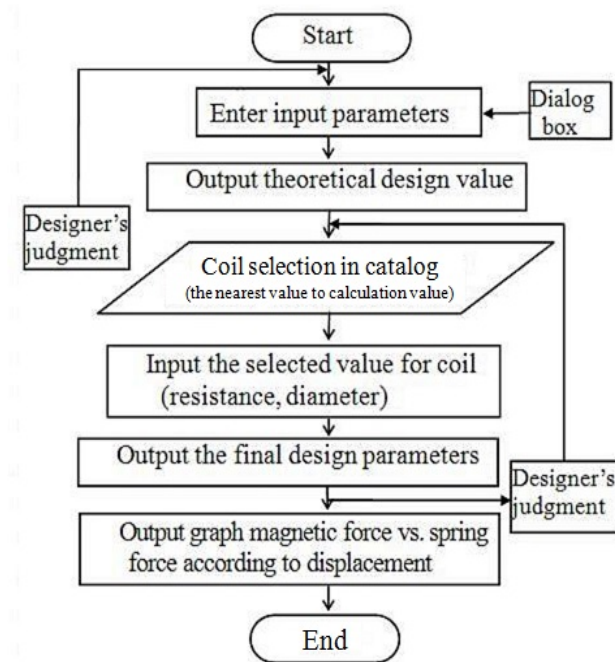 Start
Enter input parameters
Dialog
box
Output theoretical design value
Designer's
judgment
Coil selection in catalog
(the nearest value to calculation value)
Input the selected value for coil
(resistance, diameter)
Output the final design parameters
Designer's
judgment
Output graph magnetic force vs. spring
force according to displacement
End